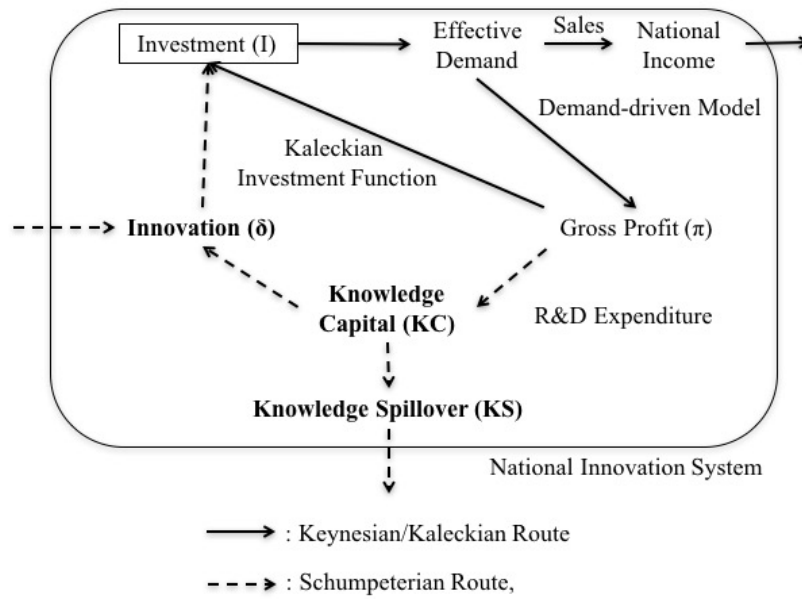 Investment (I)
Effective
Demand
Sales
National
Income
Demand-driven Model
Kaleckian
Investment Function
Innovation (δ)
Gross Profit (π)
Knowledge
Capital (KC)
R&D Expenditure
Knowledge Spillover (KS)
National Innovation System
: Keynesian/Kaleckian Route
: Schumpeterian Route,